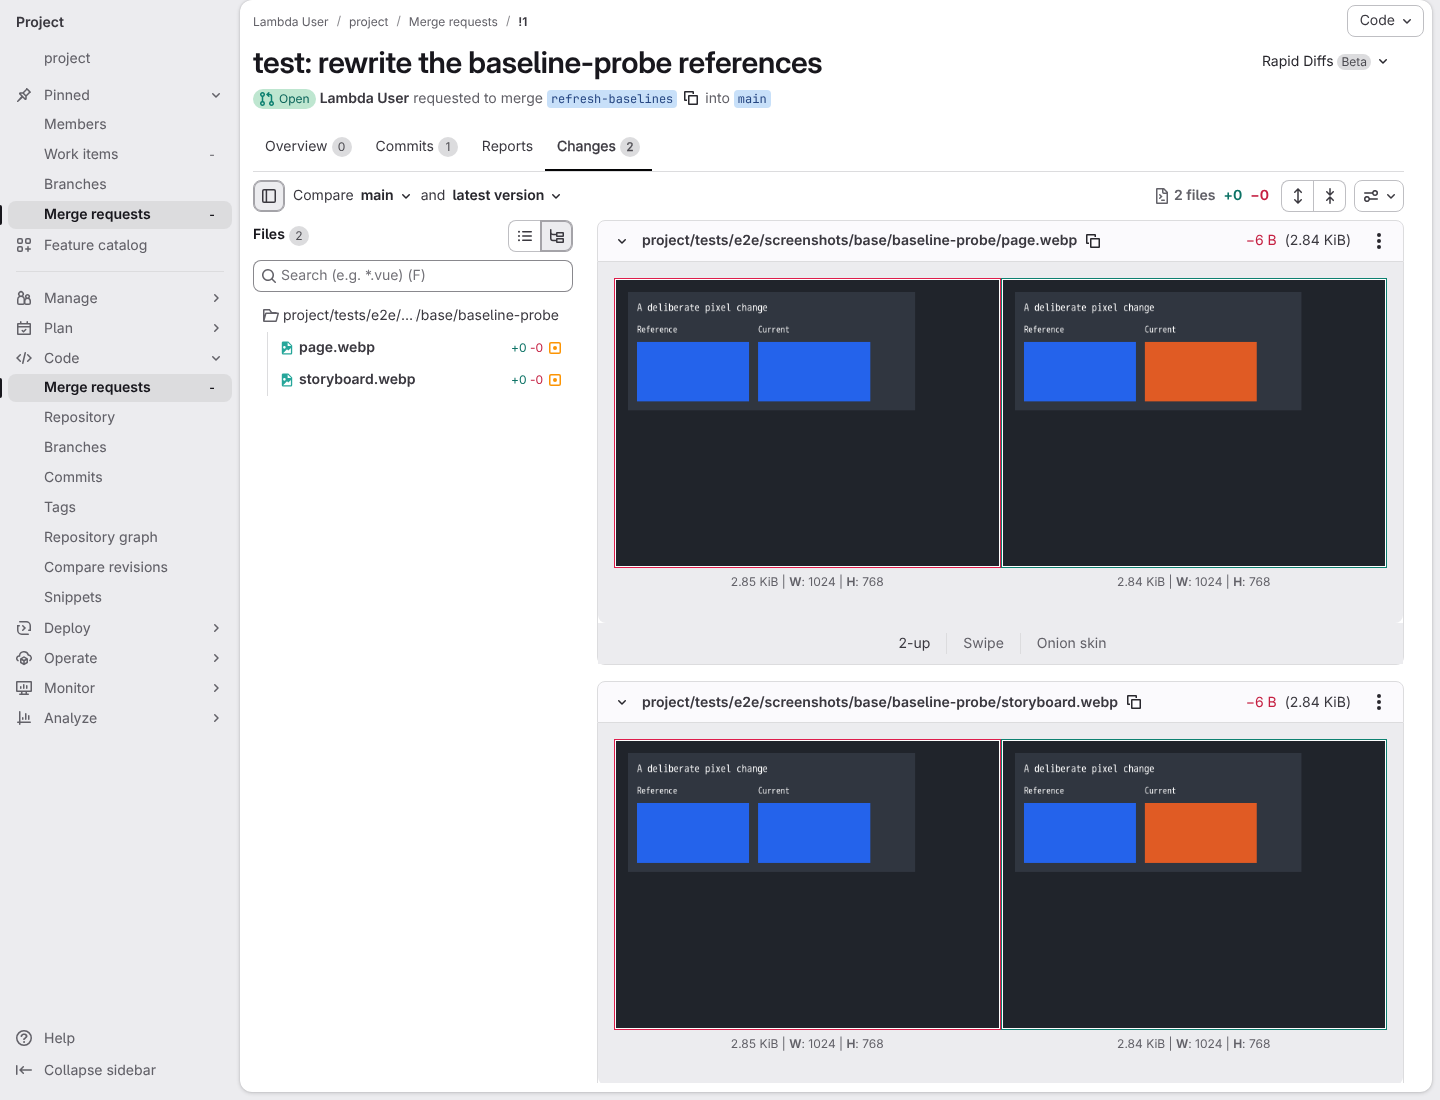 Project
project
Pinned
Members
Work items -
Branches
Merge requests -
Feature catalog
Manage
Plan
Code
Merge requests -
Repository
Branches
Commits
Tags
Repository graph
Compare revisions
Snippets
Deploy
Operate
Monitor
Analyze
Help
Collapse sidebar
Lambda User / project / Merge requests / !1
Code
test: rewrite the baseline-probe references
Rapid Diffs Beta
Open Lambda User requested to merge refresh-baselines into main
Overview 0 Commits 1 Reports Changes 2
Compare main and latest version
2 files +0 −0
Files 2
Search (e.g. *.vue) (F)
project/tests/e2e/… /base/baseline-probe
page.webp +0 -0
storyboard.webp +0 -0
project/tests/e2e/screenshots/base/baseline-probe/page.webp −6 B (2.84 KiB)
A deliberate pixel change
Reference Current
A deliberate pixel change
Reference Current
2.85 KiB | W: 1024 | H: 768
2.84 KiB | W: 1024 | H: 768
2-up Swipe Onion skin
project/tests/e2e/screenshots/base/baseline-probe/storyboard.webp −6 B (2.84 KiB)
A deliberate pixel change
Reference Current
A deliberate pixel change
Reference Current
2.85 KiB | W: 1024 | H: 768
2.84 KiB | W: 1024 | H: 768